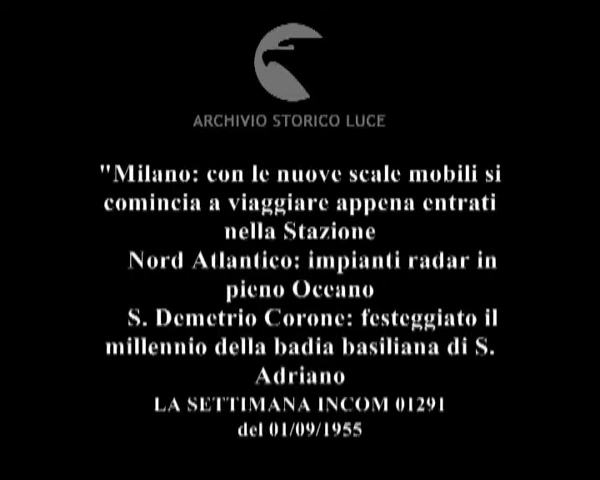 ARCHIVIO STORICO LUCE
"Milano: con le nuove scale mobili si
comincia a viaggiare appena entrati
nella Stazione
Nord Atlantico: impianti radar in
pieno Oceano
S. Demetrio Corone: festeggiato il
millennio della badia basiliana di S.
Adriano
LA SETTIMANA INCOM 01291
del 01/09/1955